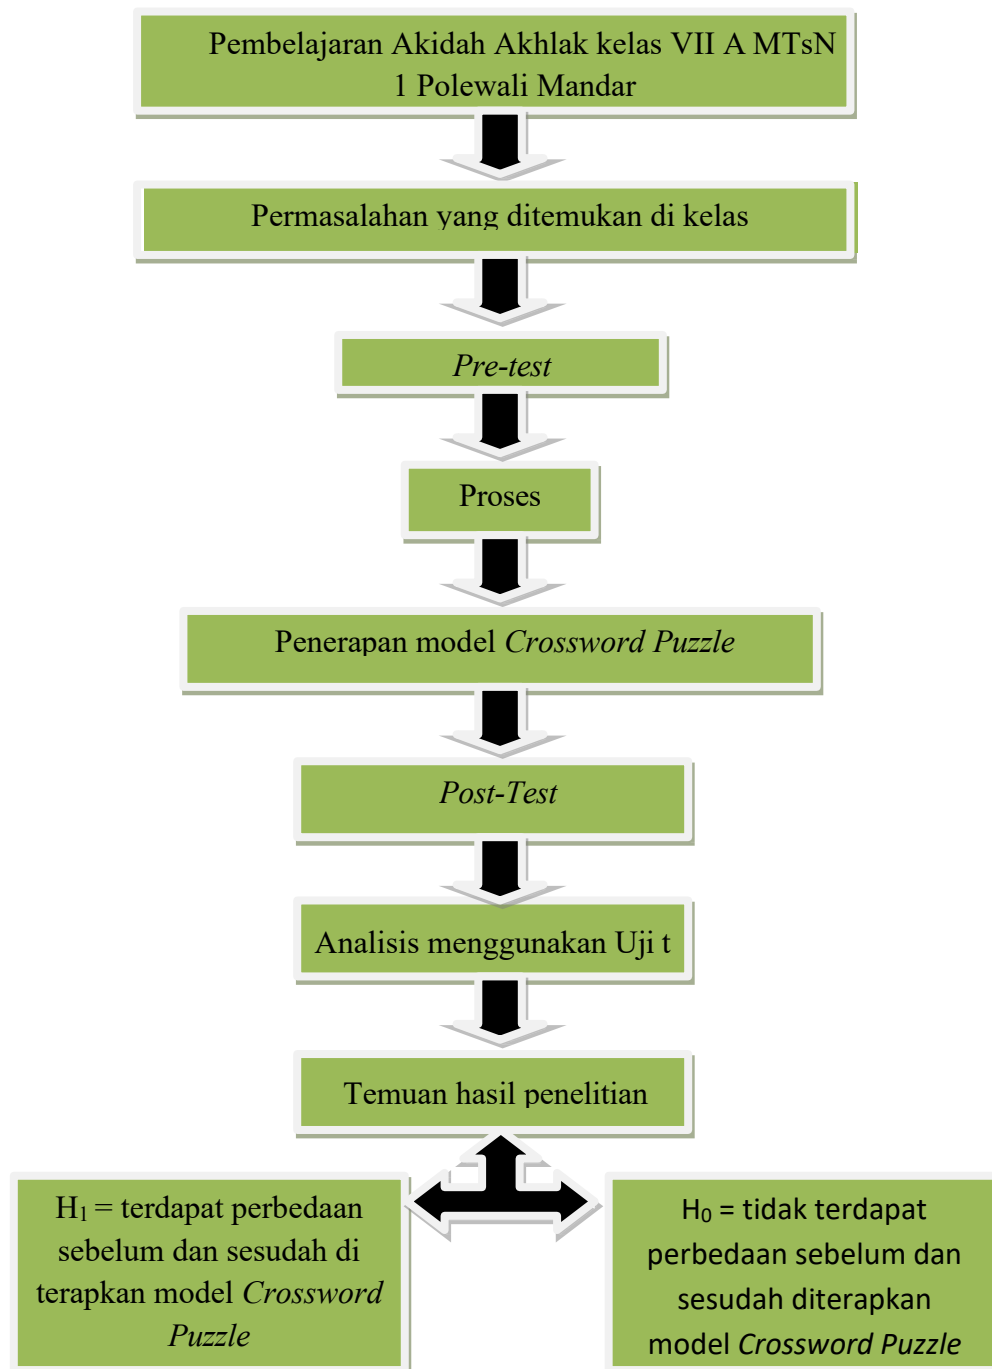 Pembelajaran Akidah Akhlak kelas VII A MTsN
1 Polewali Mandar
Permasalahan yang ditemukan di kelas
Pre-test
Proses
Penerapan model Crossword Puzzle
Post-Test
Analisis menggunakan Uji t
Temuan hasil penelitian
H₁ = terdapat perbedaan
sebelum dan sesudah di
terapkan model Crossword
Puzzle
H₀ = tidak terdapat
perbedaan sebelum dan
sesudah diterapkan
model Crossword Puzzle